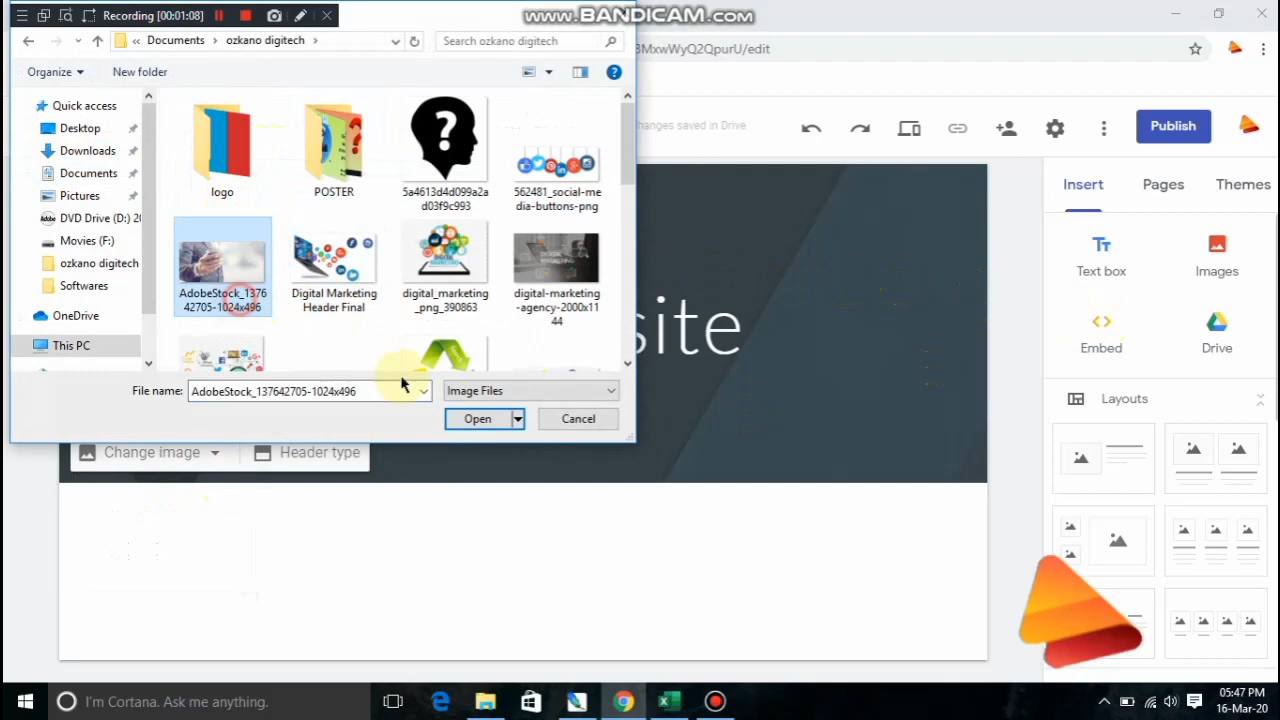 Recording [00:01:08]
www.BANDICAM.com
Documents
ozkano digitech
Search ozkano digitech
BMxwWyQ2QpurU/edit
Organize
New folder
Quick access
Desktop
Downloads
Documents
Pictures
DVD Drive (D:) 20
Movies (F:)
ozkano digitech
Softwares
OneDrive
This PC
logo
POSTER
5a4613d4d099a2a
d03f9c993
562481_social-me
dia-buttons-png
AdobeStock_1376
42705-1024x496
Digital Marketing
Header Final
digital_marketing
_png_390863
digital-marketing
-agency-2000x11
44
File name:
AdobeStock_137642705-1024x496
Image Files
Open
Cancel
changes saved in Drive
Publish
site
Change image
Header type
Insert
Pages
Themes
Text box
Images
Embed
Drive
Layouts
I'm Cortana. Ask me anything.
05:47 PM
16-Mar-20